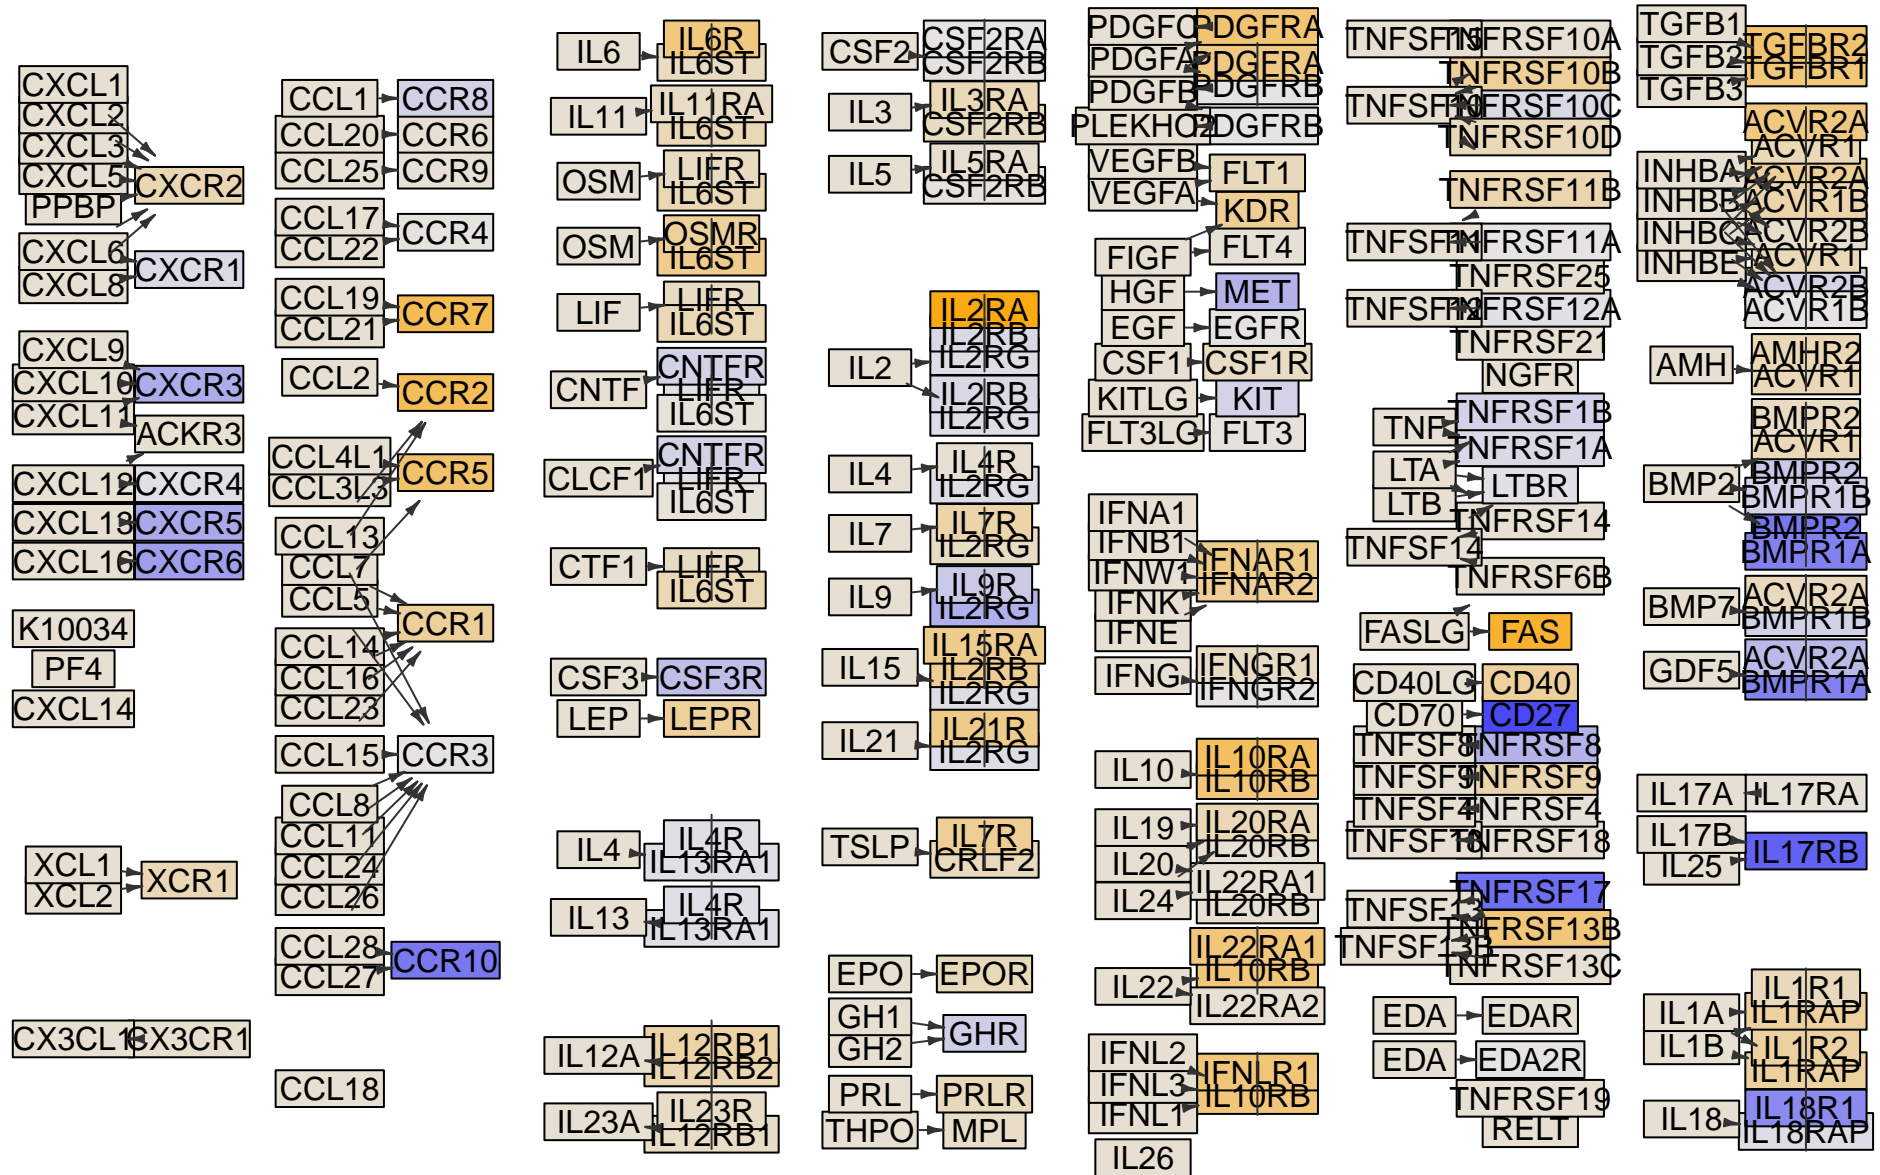 CXCL1
CXCL2
CXCL3
CXCL5
PPBP
CXCR2
CXCL6
CXCL8
CXCR1
CXCL9
CXCL10
CXCL11
CXCR3
ACKR3
CXCL12
CXCR4
CXCL13
CXCR5
CXCL16
CXCR6
K10034
PF4
CXCL14
XCL1
XCL2
XCR1
CX3CL1
CX3CR1
CCL1
CCR8
CCL20
CCR6
CCL25
CCR9
CCL17
CCL22
CCR4
CCL19
CCL21
CCR7
CCL2
CCR2
CCL4L1
CCL3L3
CCR5
CCL13
CCL7
CCL5
CCR1
CCL14
CCL16
CCL23
CCL15
CCR3
CCL8
CCL11
CCL24
CCL26
CCL28
CCL27
CCR10
CCL18
IL6
IL6R
IL6ST
IL11
IL11RA
IL6ST
OSM
LIFR
IL6ST
OSM
OSMR
IL6ST
LIF
LIFR
IL6ST
CNTF
CNTFR
LIFR
IL6ST
CLCF1
CNTFR
LIFR
IL6ST
CTF1
LIFR
IL6ST
CSF3
CSF3R
LEP
LEPR
IL4
IL4R
IL13RA1
IL13
IL4R
IL13RA1
IL12A
IL12RB1
IL12RB2
IL23A
IL23R
IL12RB1
CSF2
CSF2RA
CSF2RB
IL3
IL3RA
CSF2RB
IL5
IL5RA
CSF2RB
IL2
IL2RA
IL2RB
IL2RG
IL2RB
IL2RG
IL4
IL4R
IL2RG
IL7
IL7R
IL2RG
IL9
IL9R
IL2RG
IL15
IL15RA
IL2RB
IL2RG
IL21
IL21R
IL2RG
TSLP
IL7R
CRLF2
EPO
EPOR
GH1
GH2
GHR
PRL
PRLR
THPO
MPL
PDGFC
PDGFRA
PDGFA
PDGFRA
PDGFB
PDGFRB
PLEKHO2
PDGFRB
VEGFB
VEGFA
FLT1
KDR
FIGF
FLT4
HGF
MET
EGF
EGFR
CSF1
CSF1R
KITLG
KIT
FLT3LG
FLT3
IFNA1
IFNB1
IFNW1
IFNK
IFNE
IFNAR1
IFNAR2
IFNG
IFNGR1
IFNGR2
IL10
IL10RA
IL10RB
IL19
IL20
IL24
IL20RA
IL20RB
IL22RA1
IL20RB
IL22
IL22RA1
IL10RB
IL22RA2
IFNL2
IFNL3
IFNL1
IFNLR1
IL10RB
IL26
TNFSF15
TNFRSF10A
TNFRSF10B
TNFSF10
TNFRSF10C
TNFRSF10D
TNFRSF11B
TNFSF11
TNFRSF11A
TNFRSF25
TNFSF12
TNFRSF12A
TNFRSF21
NGFR
TNF
TNFRSF1B
TNFRSF1A
LTA
LTB
LTBR
TNFRSF14
TNFSF14
TNFRSF6B
FASLG
FAS
CD40LG
CD40
CD70
CD27
TNFSF8
TNFRSF8
TNFSF9
TNFRSF9
TNFSF4
TNFRSF4
TNFSF18
TNFRSF18
TNFRSF17
TNFSF13
TNFRSF13B
TNFSF13B
TNFRSF13C
EDA
EDAR
EDA
EDA2R
TNFRSF19
RELT
TGFB1
TGFB2
TGFB3
TGFBR2
TGFBR1
INHBA
INHBB
INHBC
INHBE
ACVR2A
ACVR1
ACVR2A
ACVR1B
ACVR2B
ACVR1
ACVR2B
ACVR1B
AMH
AMHR2
ACVR1
BMP2
BMPR2
ACVR1
BMPR2
BMPR1B
BMPR2
BMPR1A
BMP7
ACVR2A
BMPR1B
GDF5
ACVR2A
BMPR1A
IL17A
IL17RA
IL17B
IL25
IL17RB
IL1A
IL1B
IL1R1
IL1RAP
IL1R2
IL1RAP
IL18
IL18R1
IL18RAP